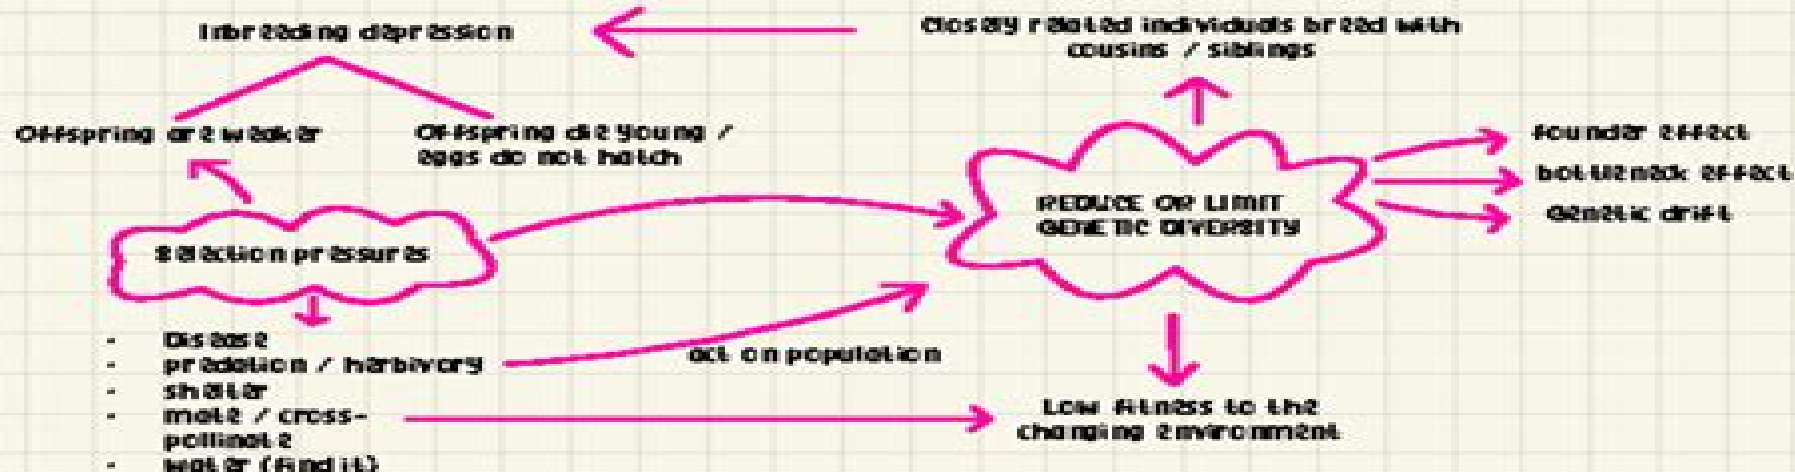 Inbreeding depression
Closely related individuals breed with
cousins / siblings
Offspring are weaker
Offspring die young /
eggs do not hatch
founder effect
bottleneck effect
Genetic drift
REDUCE OR LIMIT
GENETIC DIVERSITY
Selection pressures
- Disease
- predation / herbivory
- shelter
- mate / cross-
pollinate
- water (find it)
act on population
Low fitness to the
changing environment